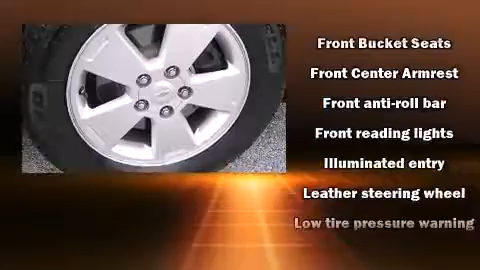 Front Bucket Seats
Front Center Armrest
Front anti-roll bar
Front reading lights
Illuminated entry
Leather steering wheel
Low tire pressure warning